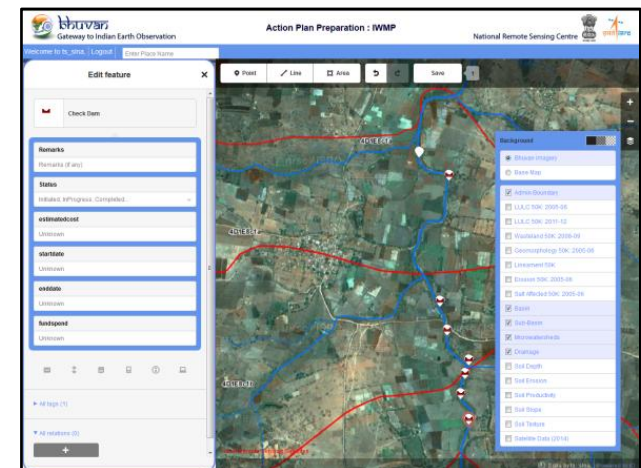 bhuvan
Gateway to Indian Earth Observation
Action Plan Preparation : IWMP
National Remote Sensing Centre
Welcome to ts_sina. Logout
Enter Place Name
Edit feature
×
Check Dam
Remarks
Remarks (If any)
Status
Initiated, InProgress, Completed...
estimatedcost
Unknown
startdate
Unknown
enddate
Unknown
fundspend
Unknown
All tags (1)
All relations (0)
+
Point
Line
Area
Save
1
+
−
Background
Bhuvan Images
Base Map
Admin Boundary
LULC 50K: 2005-06
LULC 50K: 2011-12
Wasteland 50K: 2008-09
Geomorphology 50K: 2005-06
Lineament 50K
Erosion 50K: 2005-06
Salt Affected 50K: 2005-06
Basin
Sub-Basin
Microwatersheds
Drainage
Soil Depth
Soil Erosion
Soil Productivity
Soil Slope
Soil Texture
Satellite Data (2014)